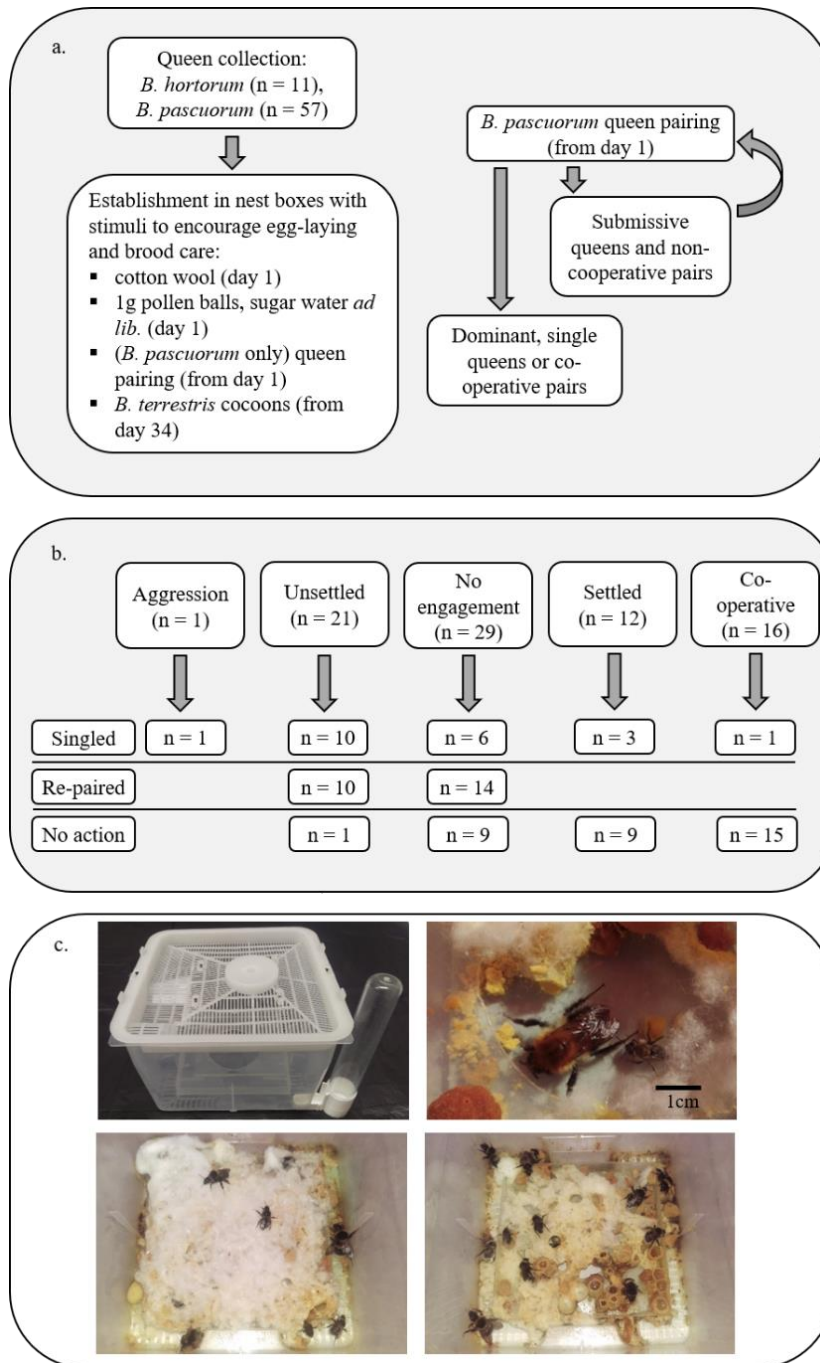 a.
Queen collection:
B. hortorum (n = 11),
B. pascuorum (n = 57)
Establishment in nest boxes with
stimuli to encourage egg-laying
and brood care:
▪ cotton wool (day 1)
▪ 1g pollen balls, sugar water ad
lib. (day 1)
▪ (B. pascuorum only) queen
pairing (from day 1)
▪ B. terrestris cocoons (from
day 34)
B. pascuorum queen pairing
(from day 1)
Submissive
queens and non-
cooperative pairs
Dominant, single
queens or co-
operative pairs
b.
Aggression
(n = 1)
Unsettled
(n = 21)
No
engagement
(n = 29)
Settled
(n = 12)
Co-
operative
(n = 16)
Singled n = 1 n = 10 n = 6 n = 3 n = 1
Re-paired n = 10 n = 14
No action n = 1 n = 9 n = 9 n = 15
c.
1cm